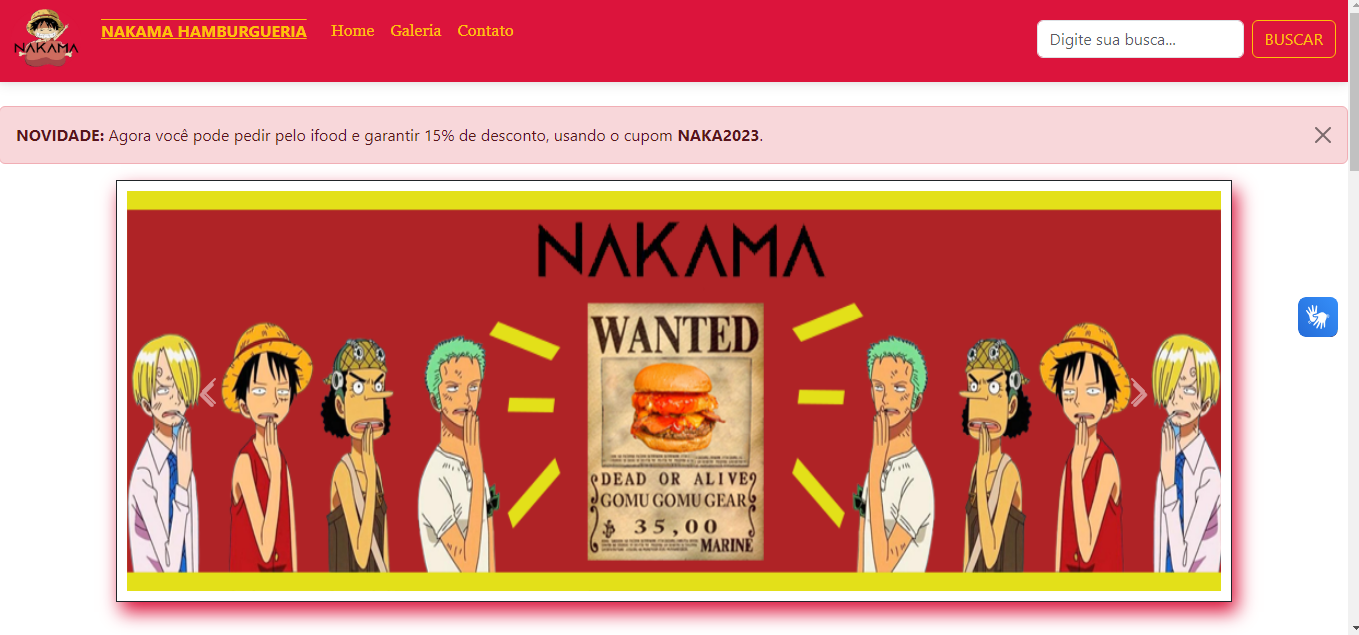 NAKAMA
NAKAMA HAMBURGUERIA
Home
Galeria
Contato
Digite sua busca...
BUSCAR
NOVIDADE: Agora você pode pedir pelo ifood e garantir 15% de desconto, usando o cupom NAKA2023.
NAKAMA
WANTED
DEAD OR ALIVE
GOMU GOMU GEAR
35,00
MARINE